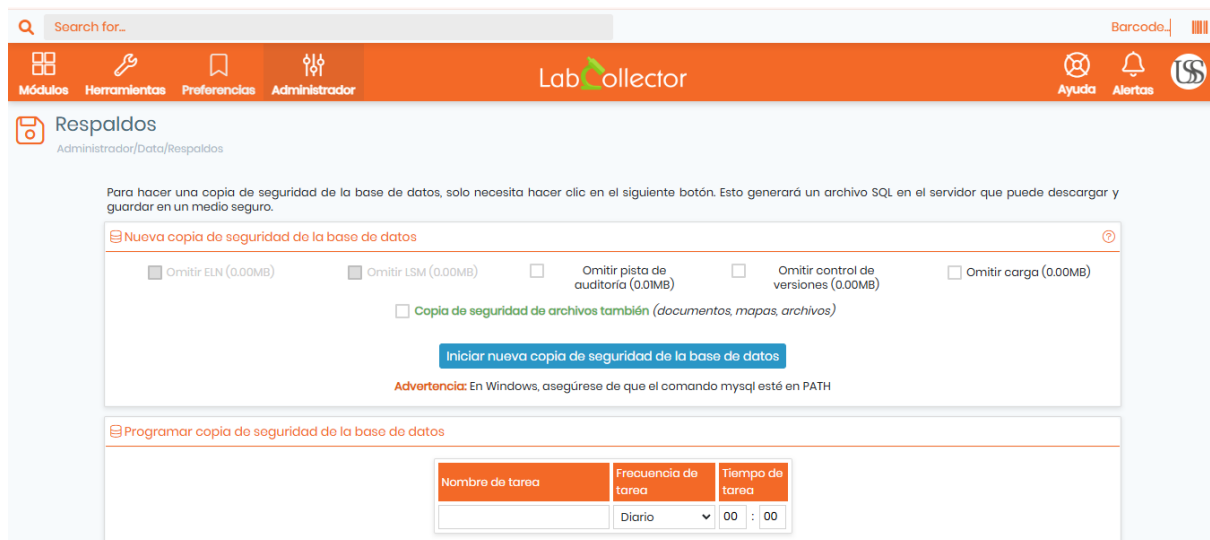 Search for...
Barcode...
Módulos Herramientas Preferencias Administrador
LabCollector
Ayuda Alertas
Respaldos
Administrador/Data/Respaldos
Para hacer una copia de seguridad de la base de datos, solo necesita hacer clic en el siguiente botón. Esto generará un archivo SQL en el servidor que puede descargar y
guardar en un medio seguro.
Nueva copia de seguridad de la base de datos
Omitir ELN (0.00MB)
Omitir LSM (0.00MB)
Omitir pista de
auditoría (0.01MB)
Omitir control de
versiones (0.00MB)
Omitir carga (0.00MB)
Copia de seguridad de archivos también (documentos, mapas, archivos)
Iniciar nueva copia de seguridad de la base de datos
Advertencia: En Windows, asegúrese de que el comando mysql esté en PATH
Programar copia de seguridad de la base de datos
Nombre de tarea
Frecuencia de
tarea
Tiempo de
tarea
Diario
00 : 00